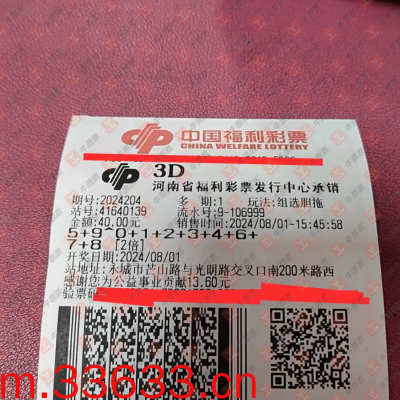 中国福利彩票
CHINA WELFARE LOTTERY
3D
河南省福利彩票发行中心承销
期号:2024204 多 期:1 玩法:组选胆拖
站号:41640139 流水号:9-106999
金额:40.00 销售时间:2024/08/01-15:45:58
5+9^0+1+2+3+4+6+
7+8 [2倍]
开奖日期:2024/08/01
站地址:永城市芒山路与光明路交叉口南200米路西
感谢您为公益事业贡献13.60元
验票码
m.33633.cn